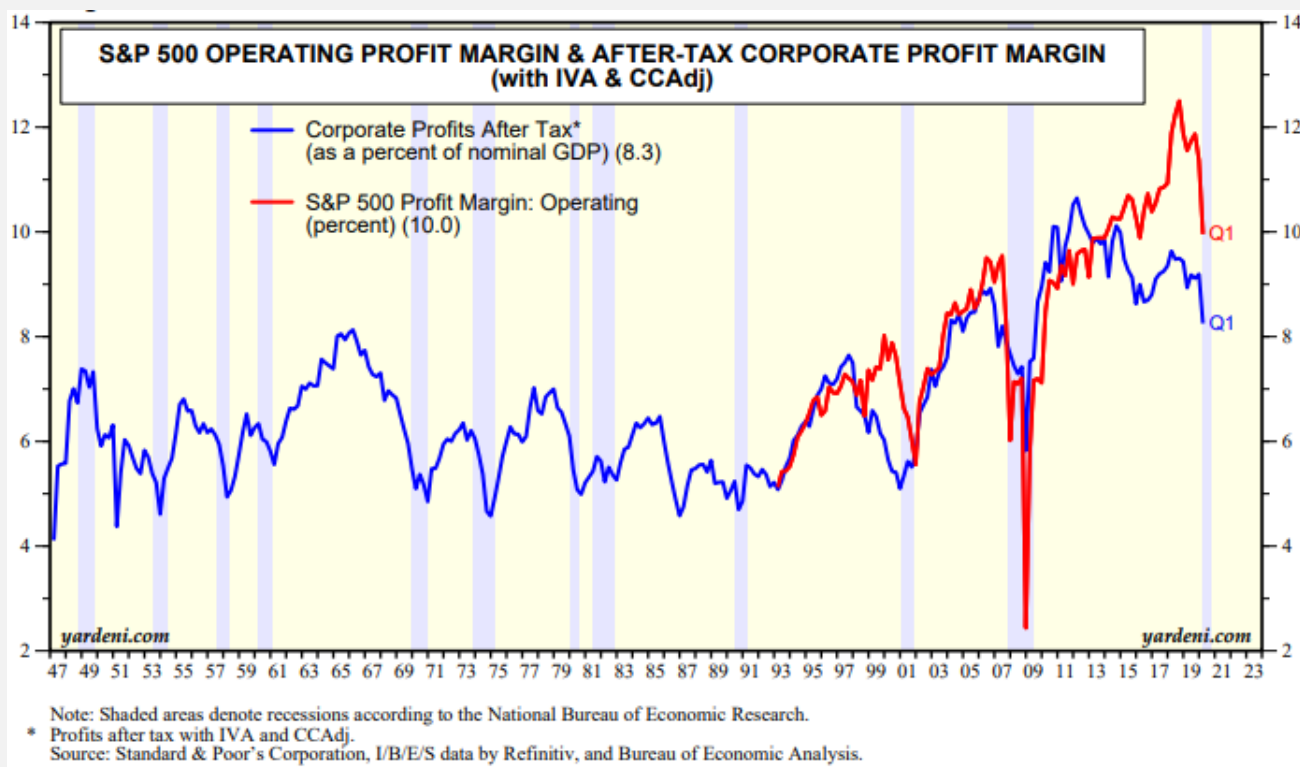 14
14
S&P 500 OPERATING PROFIT MARGIN & AFTER-TAX CORPORATE PROFIT MARGIN
(with IVA & CCAdj)
12
12
Corporate Profits After Tax*
(as a percent of nominal GDP) (8.3)
S&P 500 Profit Margin: Operating
(percent) (10.0)
10
Q1
10
8
Q1
8
6
6
4
4
yardeni.com
yardeni.com
2
2
47 49 51 53 55 57 59 61 63 65 67 69 71 73 75 77 79 81 83 85 87 89 91 93 95 97 99 01 03 05 07 09 11 13 15 17 19 21 23
Note: Shaded areas denote recessions according to the National Bureau of Economic Research.
* Profits after tax with IVA and CCAdj.
Source: Standard & Poor's Corporation, I/B/E/S data by Refinitiv, and Bureau of Economic Analysis.